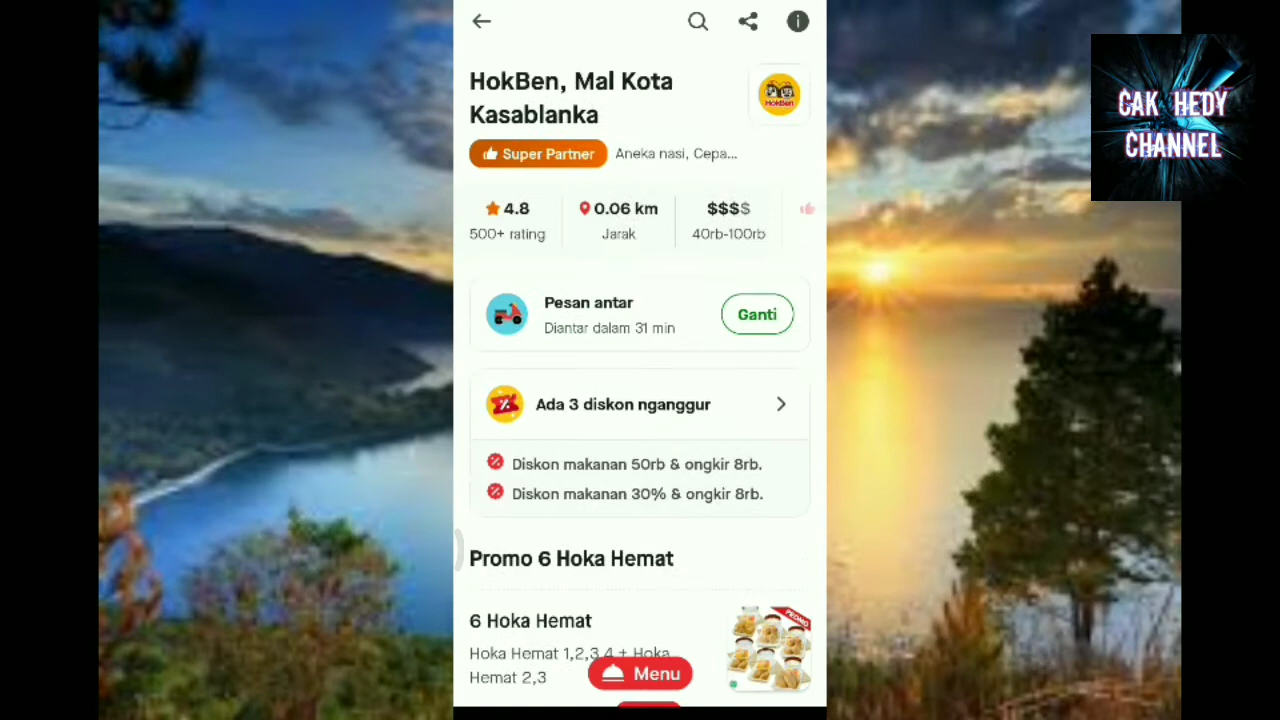 HokBen, Mal Kota
Kasablanka
HokBen
Super Partner Aneka nasi, Cepa...
4.8 0.06 km $$$$
500+ rating Jarak 40rb-100rb
Pesan antar
Diantar dalam 31 min
Ganti
Ada 3 diskon nganggur
Diskon makanan 50rb & ongkir 8rb.
Diskon makanan 30% & ongkir 8rb.
Promo 6 Hoka Hemat
6 Hoka Hemat
Hoka Hemat 1,2,3,4 + Hoka
Hemat 2,3
PROMO
Menu
CAK HEDY
CHANNEL